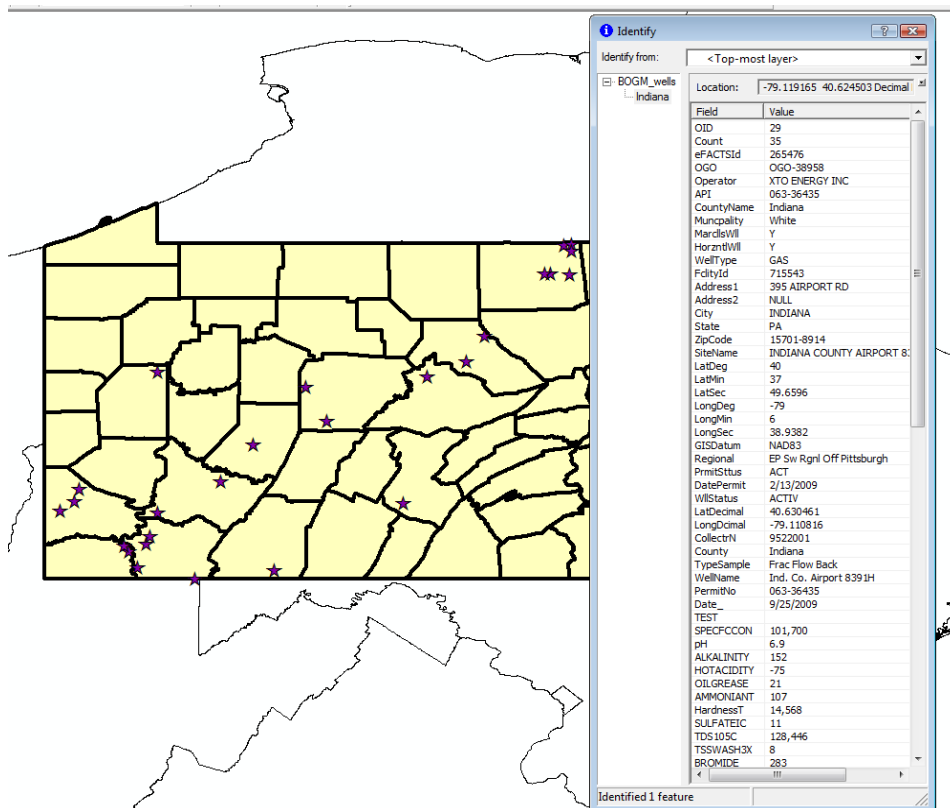 Identify
Identify from: <Top-most layer>
BOGM_wells
Indiana
Location: -79.119165 40.624503 Decimal
Field Value
OID 29
Count 35
eFACTSId 265476
OGO OGO-38958
Operator XTO ENERGY INC
API 063-36435
CountyName Indiana
Muncpality White
MarcllsWll Y
HorzntlWll Y
WellType GAS
FcltyId 715543
Address1 395 AIRPORT RD
Address2 NULL
City INDIANA
State PA
ZipCode 15701-8914
SiteName INDIANA COUNTY AIRPORT 83
LatDeg 40
LatMin 37
LatSec 49.6596
LongDeg -79
LongMin 6
LongSec 38.9382
GISDatum NAD83
Regional EP Sw Rgnl Off Pittsburgh
PrmitSttus ACT
DatePermit 2/13/2009
WllStatus ACTIV
LatDecimal 40.630461
LongDcimal -79.110816
CollectrN 9522001
County Indiana
TypeSample Frac Flow Back
WellName Ind. Co. Airport 8391H
PermitNo 063-36435
Date_ 9/25/2009
TEST
SPECFCCON 101,700
pH 6.9
ALKALINITY 152
HOTACIDITY -75
OILGREASE 21
AMMONIANT 107
HardnessT 14,568
SULFATEIC 11
TDS105C 128,446
TSSWASH3X 8
BROMIDE 283
Identified 1 feature